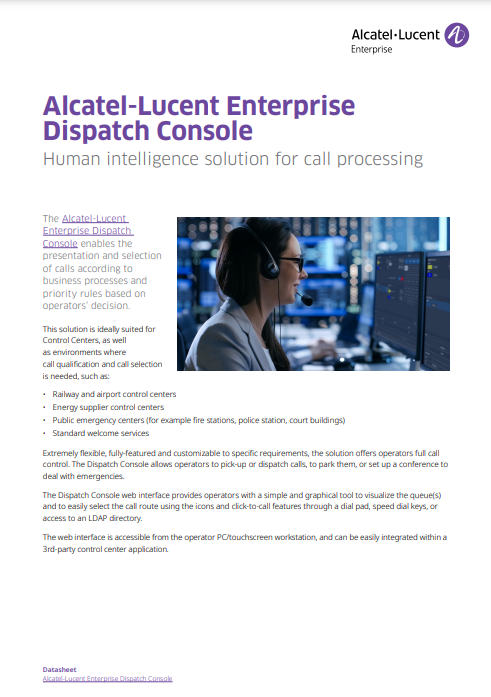 Alcatel·Lucent
Enterprise
Alcatel-Lucent Enterprise
Dispatch Console
Human intelligence solution for call processing
The Alcatel-Lucent
Enterprise Dispatch
Console enables the
presentation and selection
of calls according to
business processes and
priority rules based on
operators' decision.
This solution is ideally suited for
Control Centers, as well
as environments where
call qualification and call selection
is needed, such as:
• Railway and airport control centers
• Energy supplier control centers
• Public emergency centers (for example fire stations, police station, court buildings)
• Standard welcome services
Extremely flexible, fully-featured and customizable to specific requirements, the solution offers operators full call
control. The Dispatch Console allows operators to pick-up or dispatch calls, to park them, or set up a conference to
deal with emergencies.
The Dispatch Console web interface provides operators with a simple and graphical tool to visualize the queue(s)
and to easily select the call route using the icons and click-to-call features through a dial pad, speed dial keys, or
access to an LDAP directory.
The web interface is accessible from the operator PC/touchscreen workstation, and can be easily integrated within a
3rd-party control center application.
Datasheet
Alcatel-Lucent Enterprise Dispatch Console